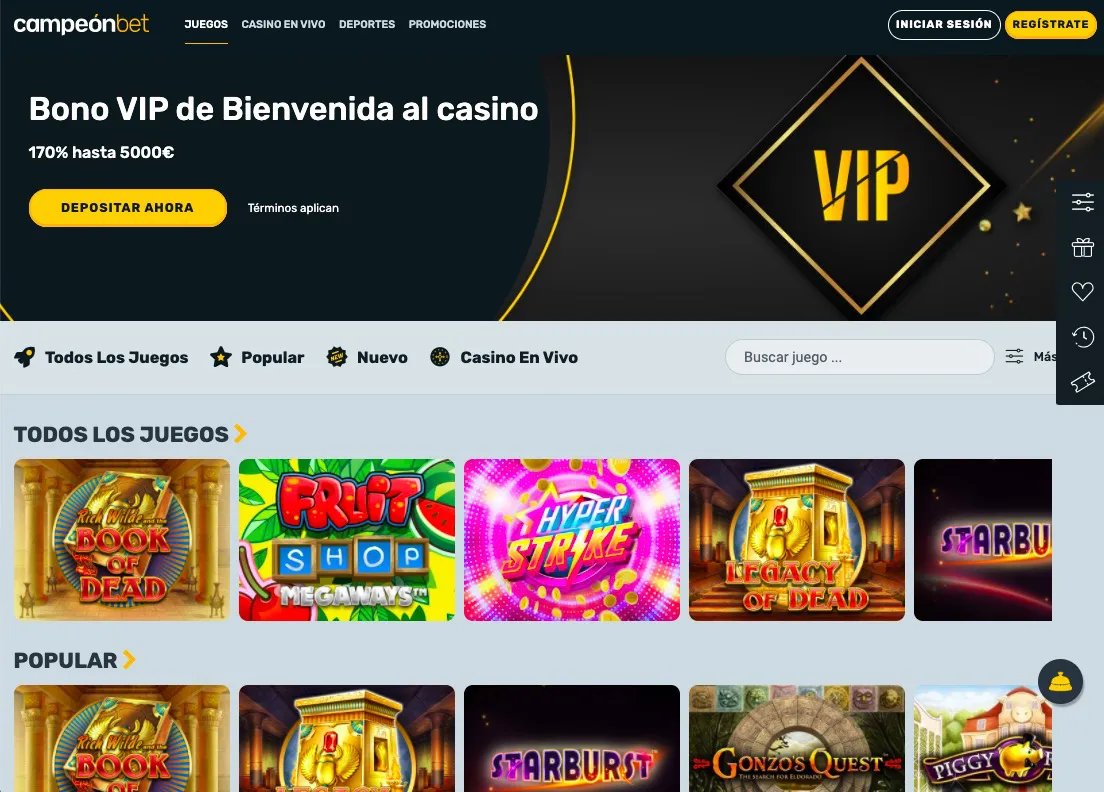 campeónbet
JUEGOS CASINO EN VIVO DEPORTES PROMOCIONES
INICIAR SESIÓN REGÍSTRATE
Bono VIP de Bienvenida al casino
170% hasta 5000€
DEPOSITAR AHORA Términos aplican
VIP
Todos Los Juegos Popular NEW Nuevo Casino En Vivo Buscar juego ... Más
TODOS LOS JUEGOS
Rich Wilde and the
BOOK
OF
DEAD
FRUIT
SHOP
MEGAWAYS™
HYPER
STRIKE
LEGACY
OF DEAD
STARBU
POPULAR
Rich Wilde and the
BOOK
OF
STARBURST™
GONZO'S QUEST™
THE SEARCH FOR ELDORADO
PIGGY R